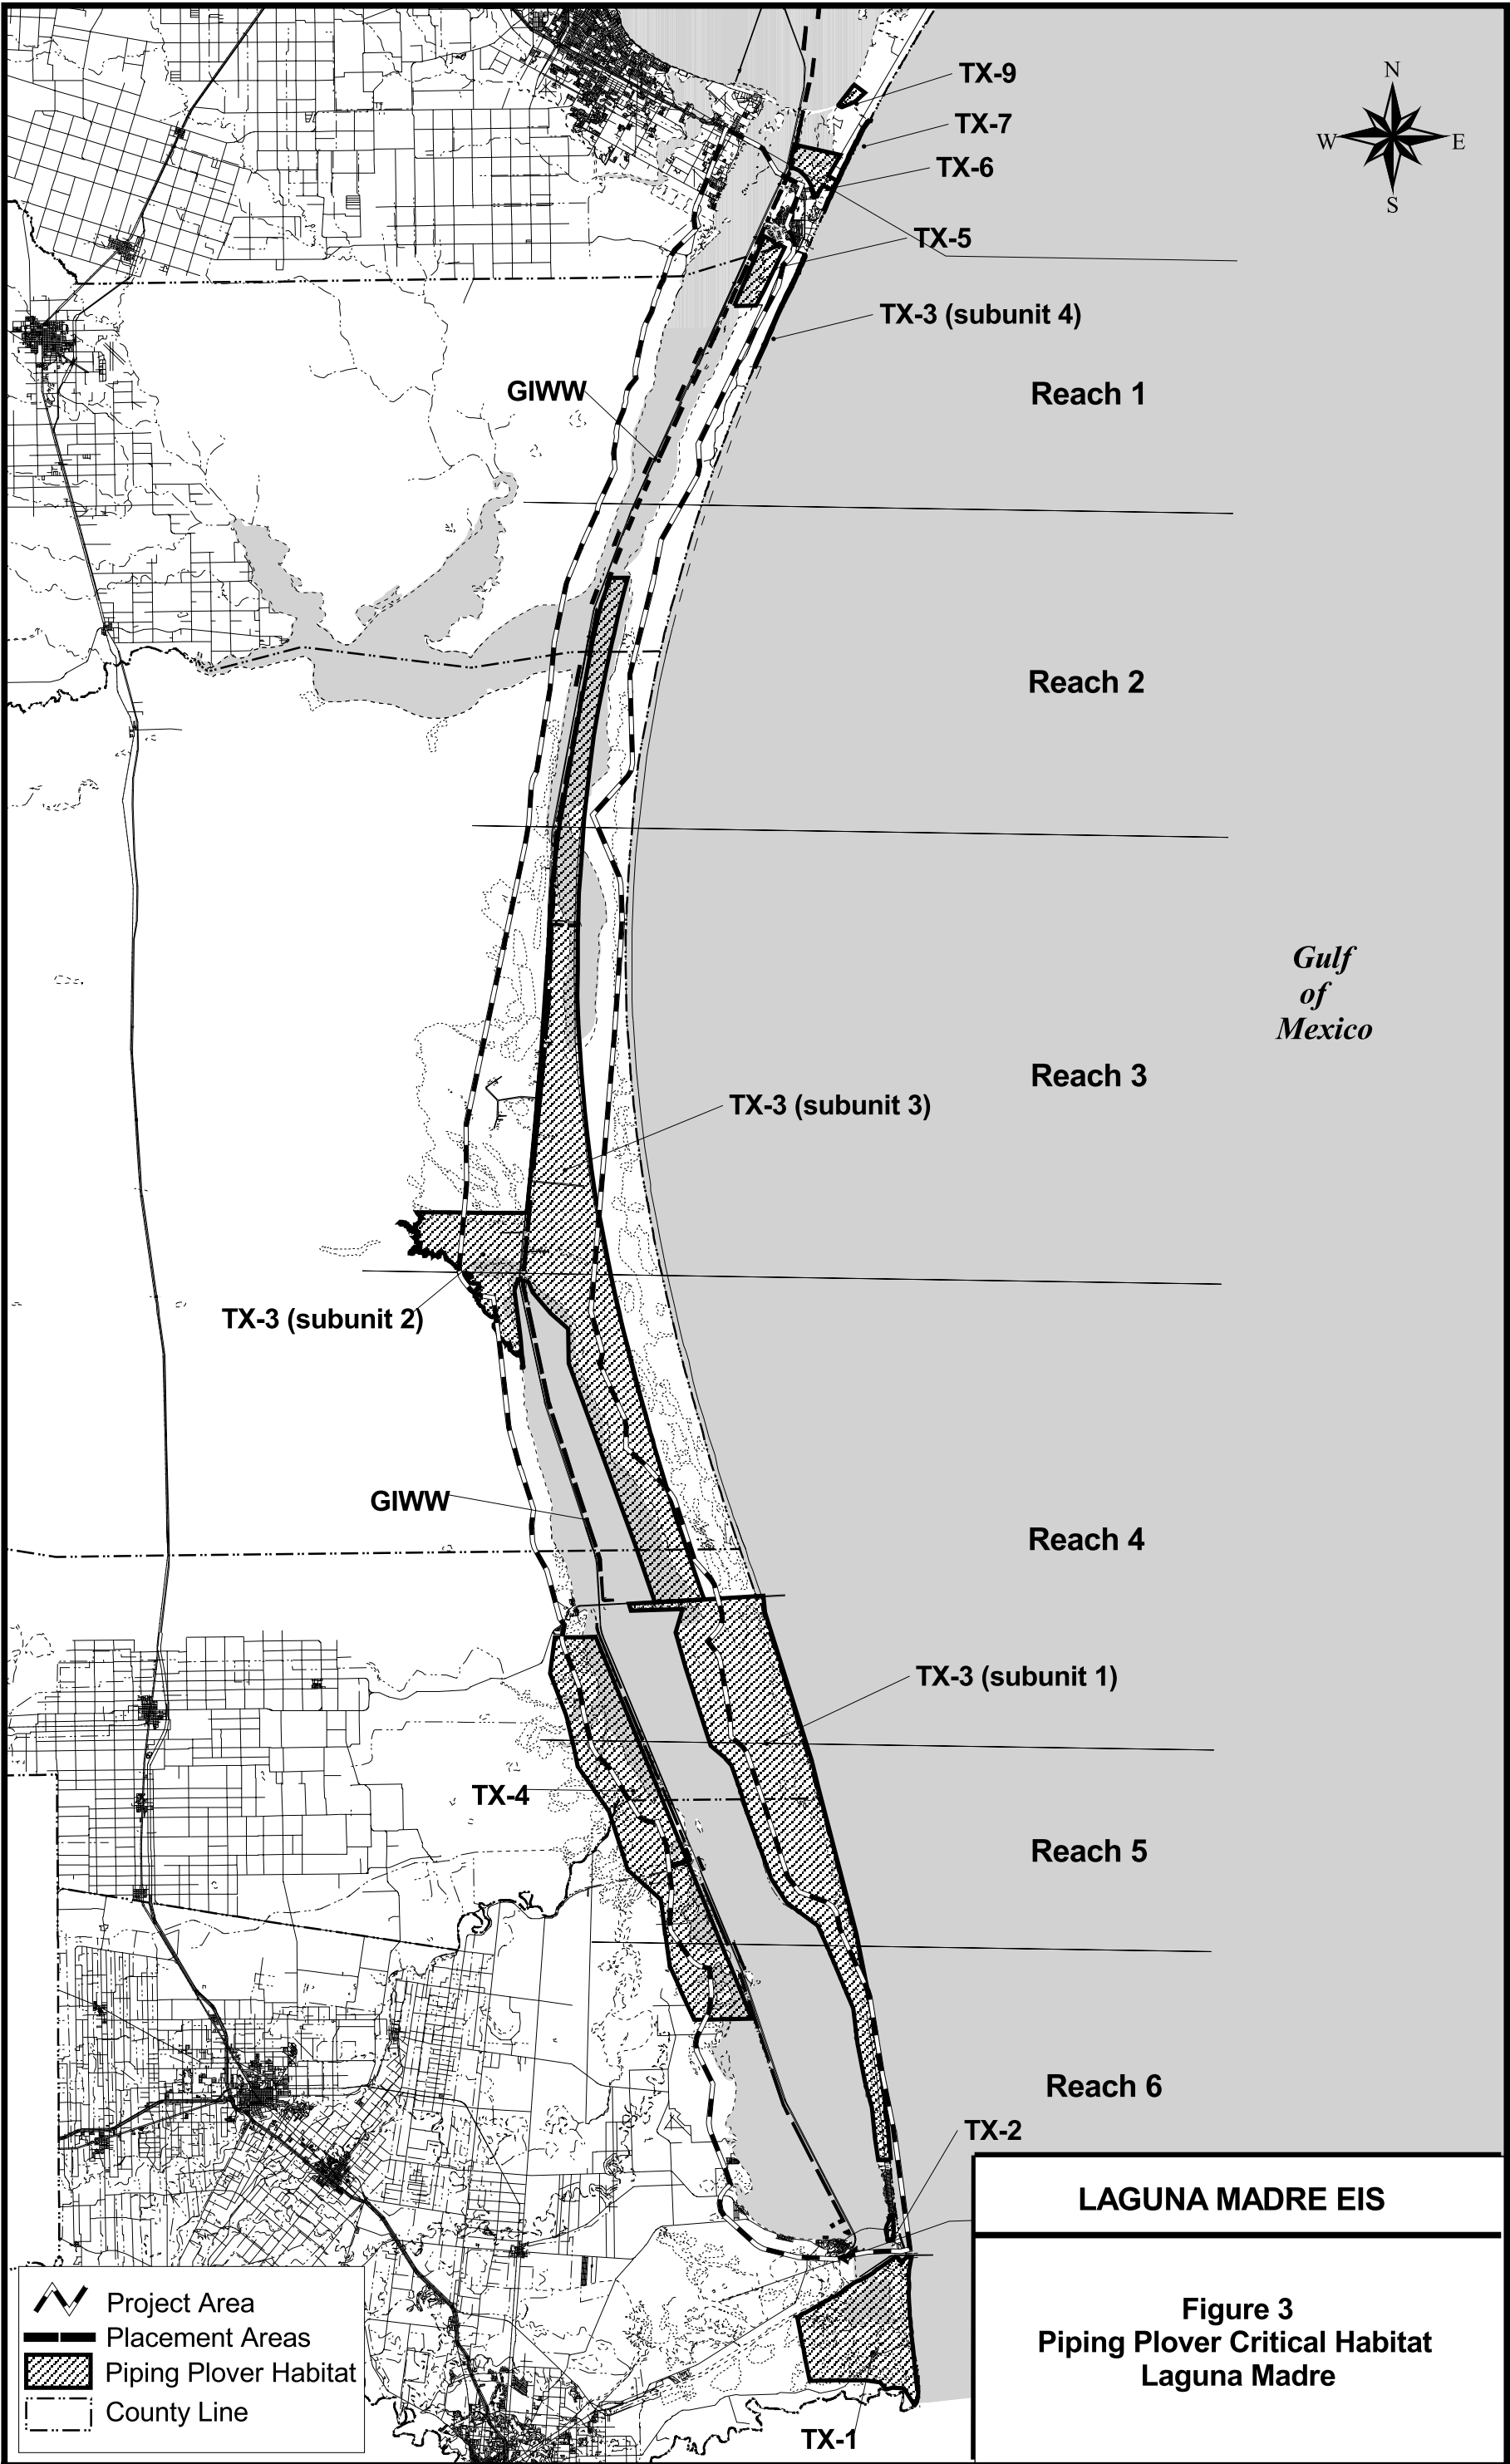 TX-9
N
TX-7
W
E
TX-6
S
TX-5
TX-3 (subunit 4)
GIWW
Reach 1
Reach 2
Gulf
of
Mexico
Reach 3
TX-3 (subunit 3)
TX-3 (subunit 2)
GIWW
Reach 4
TX-3 (subunit 1)
TX-4
Reach 5
Reach 6
TX-2
LAGUNA MADRE EIS
Project Area
Placement Areas
Piping Plover Habitat
County Line
Figure 3
Piping Plover Critical Habitat
Laguna Madre
TX-1